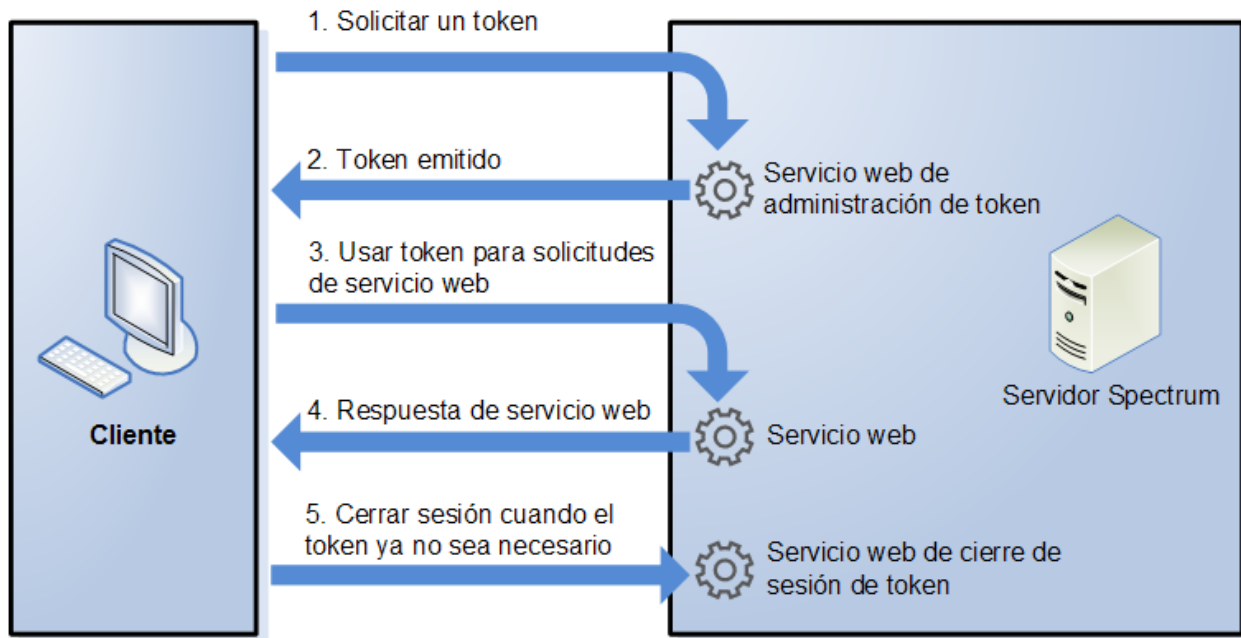 1. Solicitar un token
2. Token emitido
Servicio web de
administración de token
3. Usar token para solicitudes
de servicio web
Servidor Spectrum
4. Respuesta de servicio web
Cliente
Servicio web
5. Cerrar sesión cuando el
token ya no sea necesario
Servicio web de cierre de
sesión de token